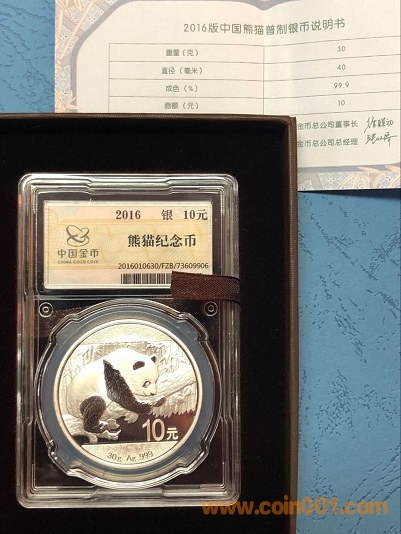 2016版中国熊猫普制银币说明书
重量（克） 30
直径（毫米） 40
成色（%） 99.9
面额（元） 10
金币总公司董事长
金币总公司总经理
2016 银 10元
中国金币
CHINA GOLD COIN
熊猫纪念币
2016010630/FZB/73609906
10元
30g Ag 999
www.coin001.com